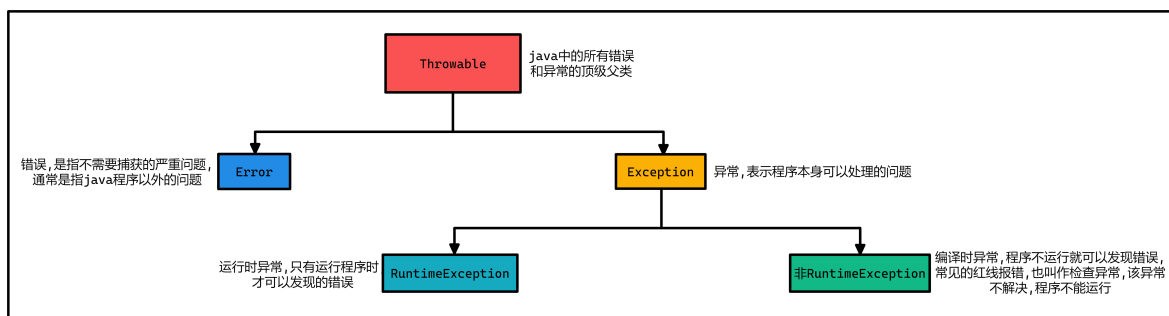 Throwable
java中的所有错误
和异常的顶级父类
错误,是指不需要捕获的严重问题,
通常是指java程序以外的问题
Error
Exception
异常,表示程序本身可以处理的问题
运行时异常,只有运行程序时,
才可以发现的错误
RuntimeException
非RuntimeException
编译时异常,程序不运行就可以发现错误,
常见的红线报错,也叫作检查异常,该异常
不解决,程序不能运行